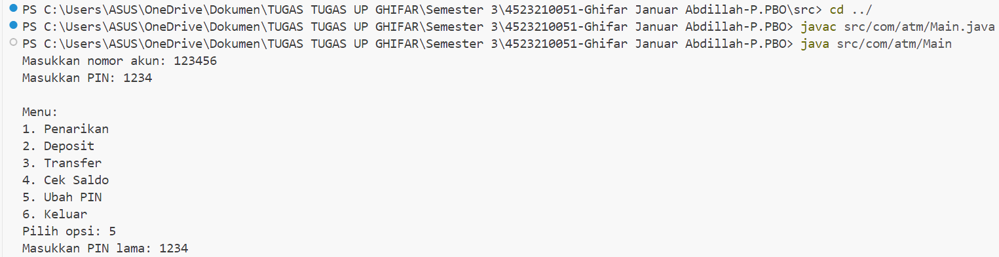 PS C:\Users\ASUS\OneDrive\Dokumen\TUGAS TUGAS UP GHIFAR\Semester 3\4523210051-Ghifar Januar Abdillah-P.PBO\src> cd ../
PS C:\Users\ASUS\OneDrive\Dokumen\TUGAS TUGAS UP GHIFAR\Semester 3\4523210051-Ghifar Januar Abdillah-P.PBO> javac src/com/atm/Main.java
PS C:\Users\ASUS\OneDrive\Dokumen\TUGAS TUGAS UP GHIFAR\Semester 3\4523210051-Ghifar Januar Abdillah-P.PBO> java src/com/atm/Main
Masukkan nomor akun: 123456
Masukkan PIN: 1234

Menu:
1. Penarikan
2. Deposit
3. Transfer
4. Cek Saldo
5. Ubah PIN
6. Keluar
Pilih opsi: 5
Masukkan PIN lama: 1234